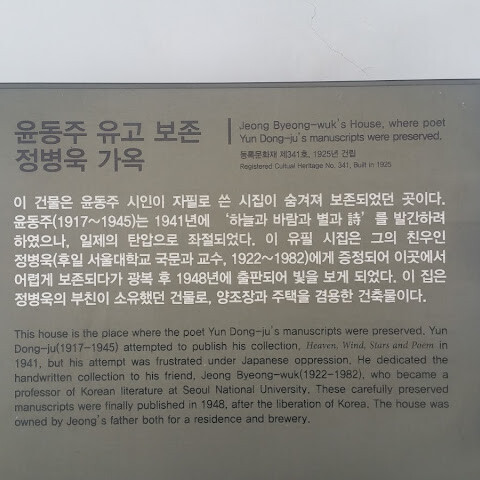 윤동주 유고 보존
정병욱 가옥
Jeong Byeong-wuk's House, where poet
Yun Dong-ju's manuscripts were preserved.
등록문화재 제341호, 1925년 건립
Registered Cultual Heritage No. 341, Built in 1925
이 건물은 윤동주 시인이 자필로 쓴 시집이 숨겨져 보존되었던 곳이다.
윤동주(1917~1945)는 1941년에 ‘하늘과 바람과 별과 詩’를 발간하려
하였으나, 일제의 탄압으로 좌절되었다. 이 유필 시집은 그의 친우인
정병욱(후일 서울대학교 국문과 교수, 1922~1982)에게 증정되어 이곳에서
어렵게 보존되다가 광복 후 1948년에 출판되어 빛을 보게 되었다. 이 집은
정병욱의 부친이 소유했던 건물로, 양조장과 주택을 겸용한 건축물이다.
This house is the place where the poet Yun Dong-ju's manuscripts were preserved. Yun
Dong-ju(1917-1945) attempted to publish his collection, Heaven, Wind, Stars and Poem in
1941, but his attempt was frustrated under Japanese oppression. He dedicated the
handwritten collection to his friend, Jeong Byeong-wuk(1922-1982), who became a
professor of Korean literature at Seoul National University. These carefully preserved
manuscripts were finally published in 1948, after the liberation of Korea. The house was
owned by Jeong's father both for a residence and brewery.